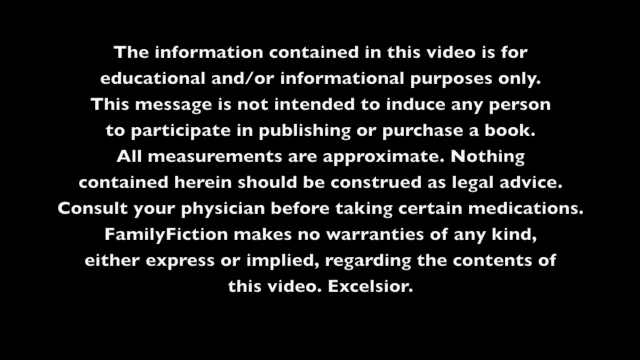 The information contained in this video is for
educational and/or informational purposes only.
This message is not intended to induce any person
to participate in publishing or purchase a book.
All measurements are approximate. Nothing
contained herein should be construed as legal advice.
Consult your physician before taking certain medications.
FamilyFiction makes no warranties of any kind,
either express or implied, regarding the contents of
this video. Excelsior.